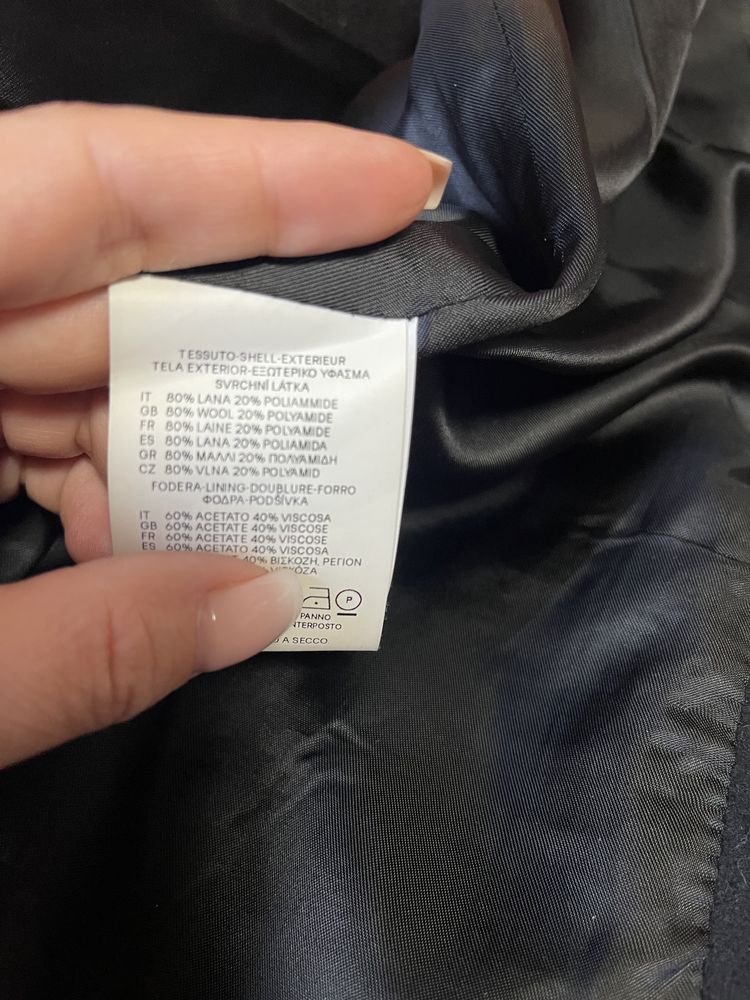 TESSUTO-SHELL-EXTERIEUR
TELA EXTERIOR-ΕΞΩΤΕΡΙΚΟ ΥΦΑΣΜΑ
SVRCHNÍ LÁTKA
IT 80% LANA 20% POLIAMMIDE
GB 80% WOOL 20% POLYAMIDE
FR 80% LAINE 20% POLYAMIDE
ES 80% LANA 20% POLIAMIDA
GR 80% ΜΑΛΛΙ 20% ΠΟΛΥΑΜΙΔΗ
CZ 80% VLNA 20% POLYAMID
FODERA-LINING-DOUBLURE-FORRO
ΦΟΔΡΑ-PODŠÍVKA
IT 60% ACETATO 40% VISCOSA
GB 60% ACETATE 40% VISCOSE
FR 60% ACETATE 40% VISCOSE
ES 60% ACETATO 40% VISCOSA
40% ΒΙΣΚΟΖΗ, ΡΕΓΙΟΝ
P
PANNO
A SECCO